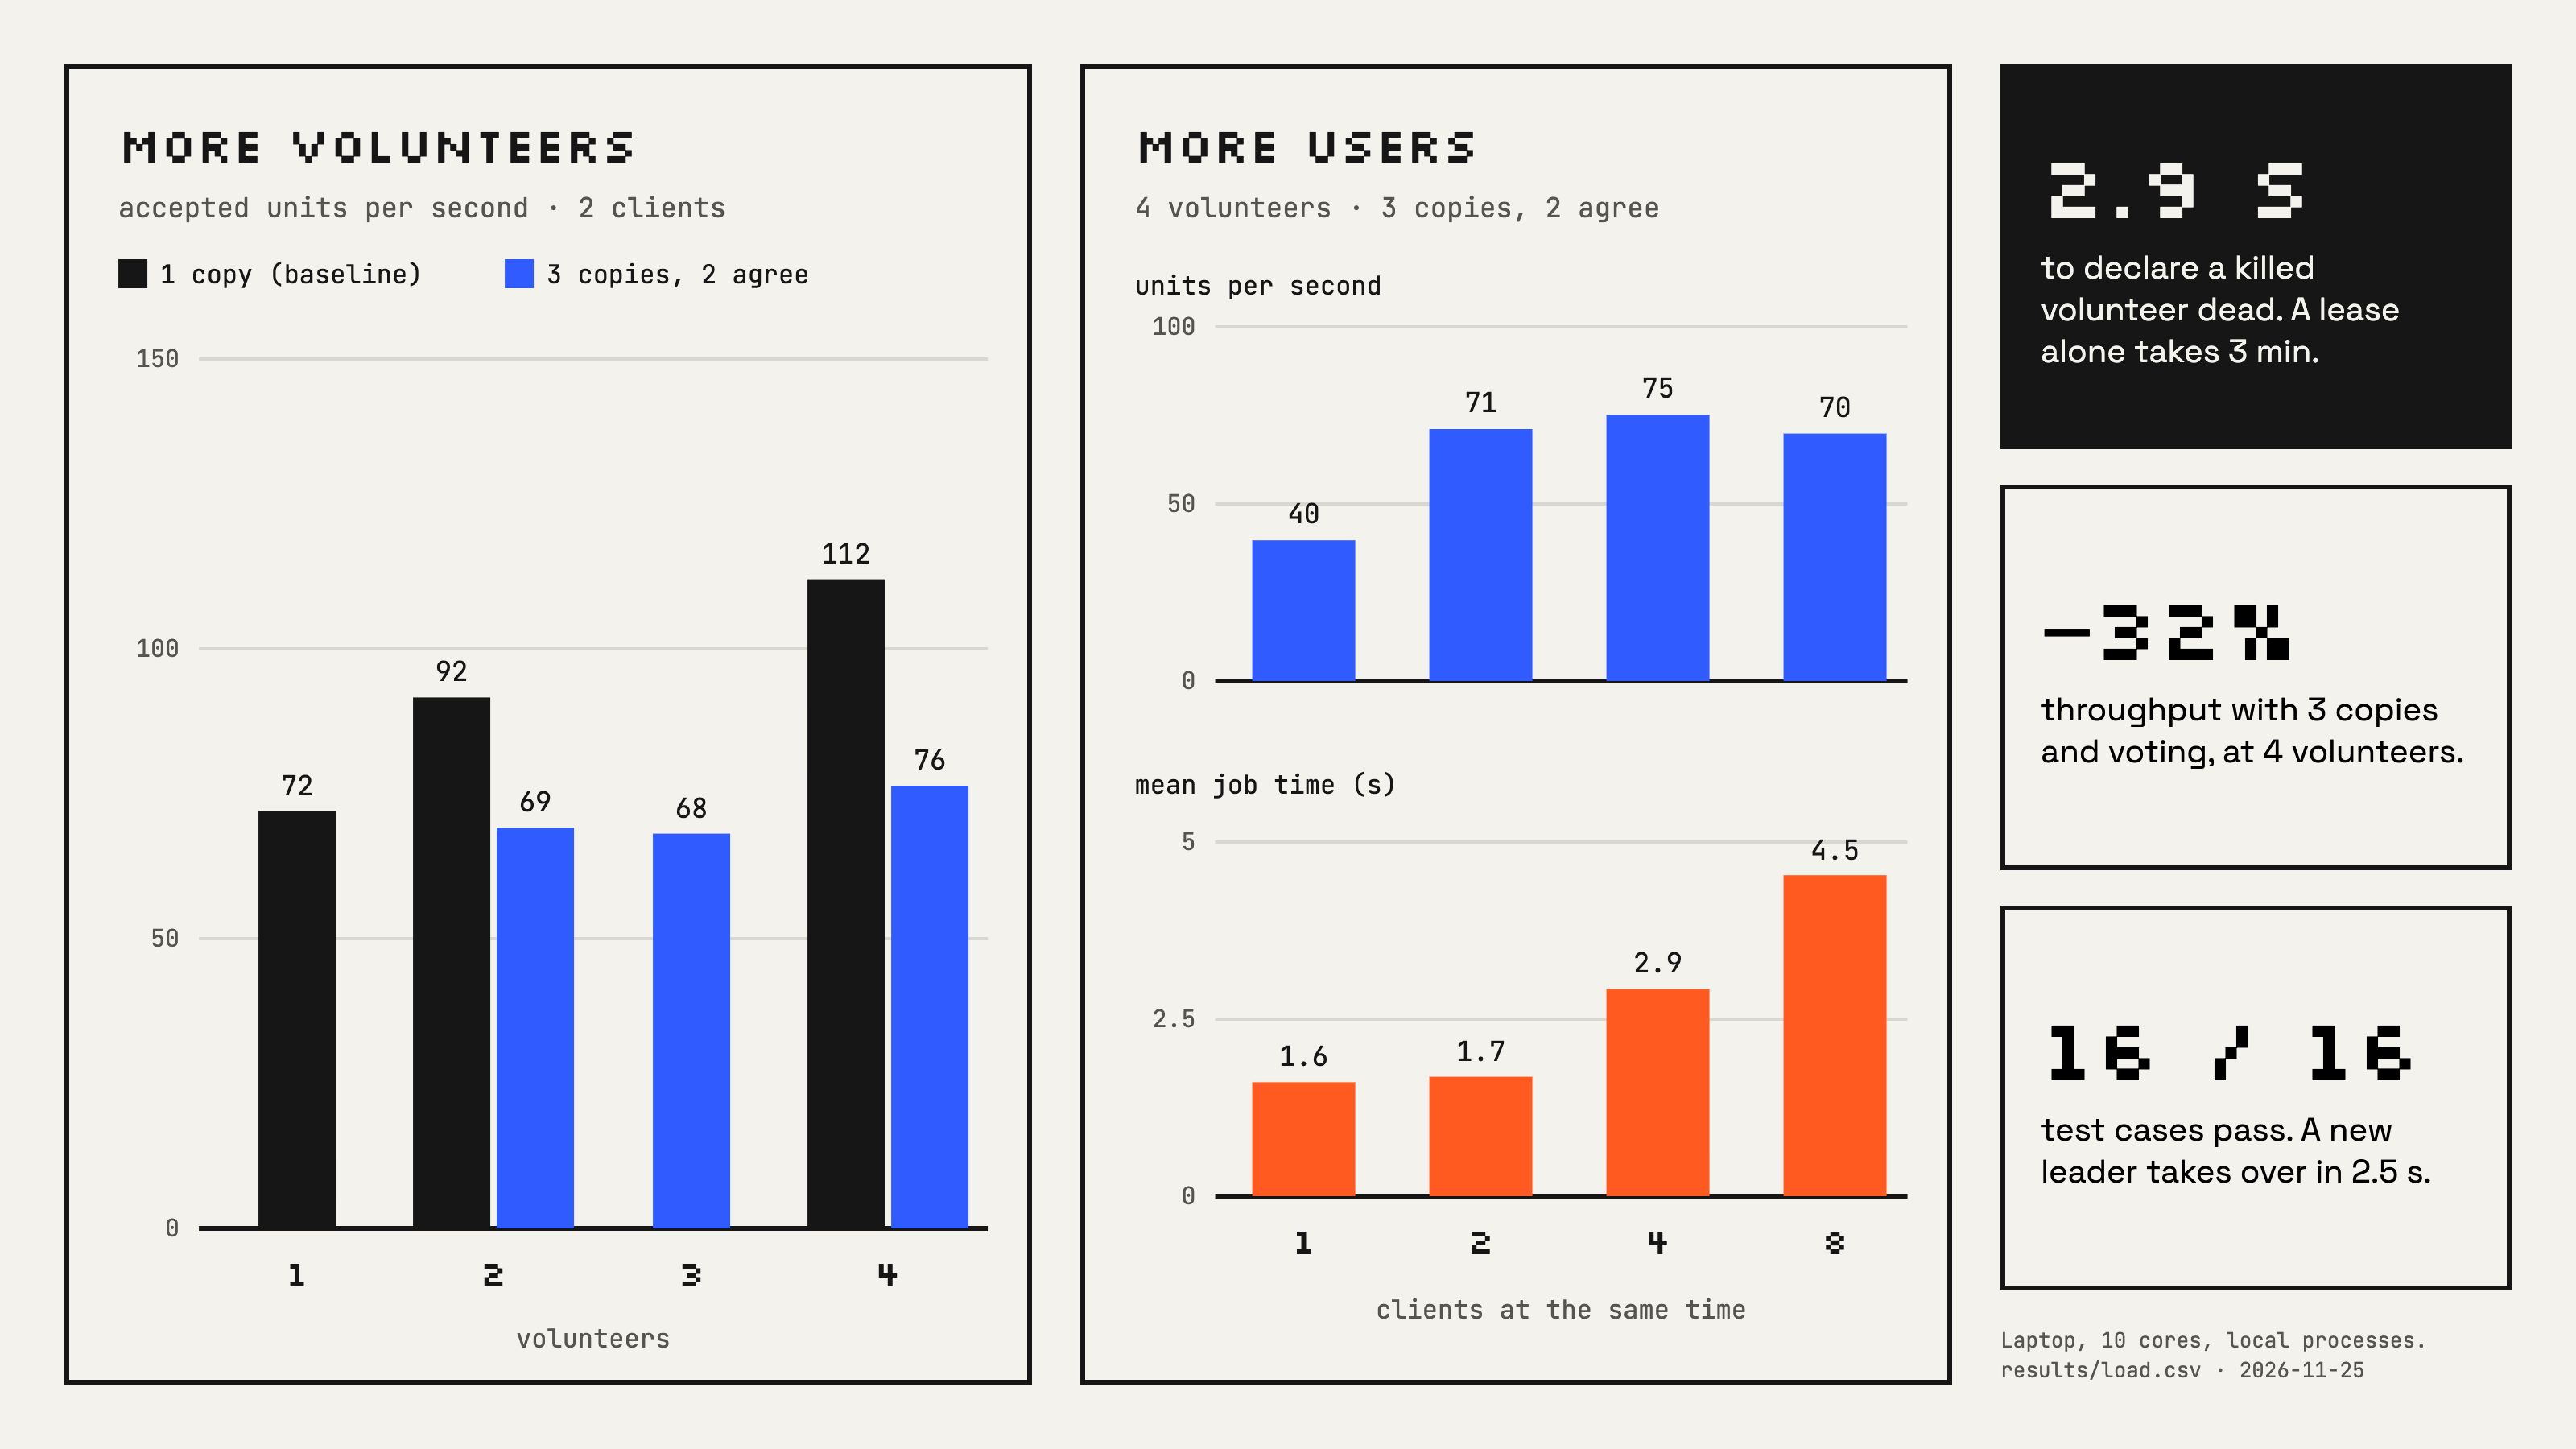 MORE VOLUNTEERS
accepted units per second · 2 clients
1 copy (baseline)
3 copies, 2 agree
150
100
50
0
72
92
69
68
112
76
1
2
3
4
volunteers
MORE USERS
4 volunteers · 3 copies, 2 agree
units per second
100
50
0
40
71
75
70
mean job time (s)
5
2.5
0
1.6
1.7
2.9
4.5
1
2
4
8
clients at the same time
2.9 S
to declare a killed
volunteer dead. A lease
alone takes 3 min.
−32%
throughput with 3 copies
and voting, at 4 volunteers.
16 / 16
test cases pass. A new
leader takes over in 2.5 s.
Laptop, 10 cores, local processes.
results/load.csv · 2026-11-25